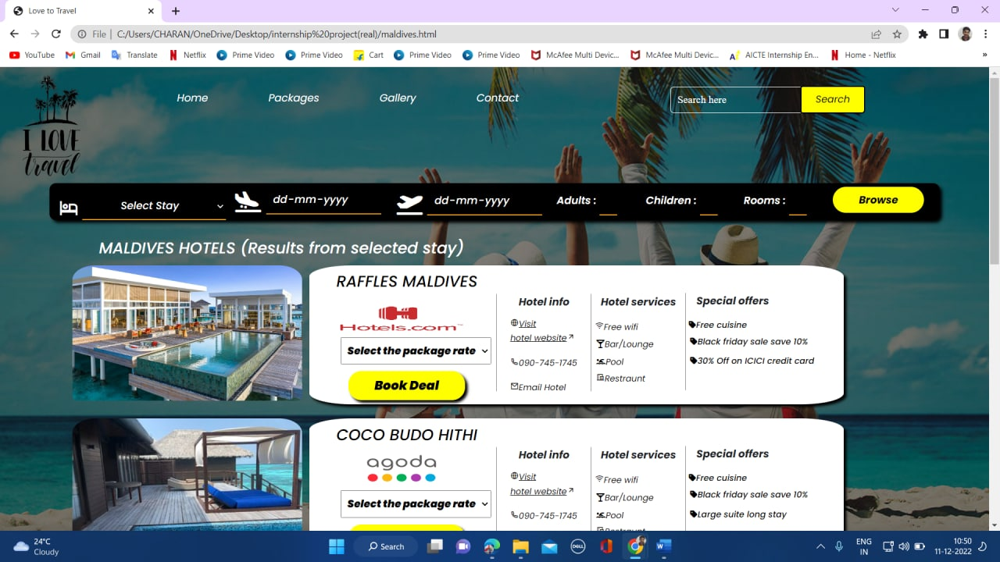 Love to Travel
File | C:/Users/CHARAN/OneDrive/Desktop/internship%20project(real)/maldives.html
YouTube Gmail Translate Netflix Prime Video Prime Video Cart Prime Video Prime Video McAfee Multi Devic... McAfee Multi Devic... AICTE Internship En... Home - Netflix »
I LOVE
travel
Home Packages Gallery Contact Search here Search
Select Stay dd-mm-yyyy dd-mm-yyyy Adults : Children : Rooms : Browse
MALDIVES HOTELS (Results from selected stay)
RAFFLES MALDIVES
Hotels.com™
Select the package rate
Book Deal
Hotel info
Visit
hotel website
090-745-1745
Email Hotel
Hotel services
Free wifi
Bar/Lounge
Pool
Restraunt
Special offers
Free cuisine
Black friday sale save 10%
30% Off on ICICI credit card
COCO BUDO HITHI
agoda
Select the package rate
Hotel info
Visit
hotel website
090-745-1745
Hotel services
Free wifi
Bar/Lounge
Pool
Restraunt
Special offers
Free cuisine
Black friday sale save 10%
Large suite long stay
24°C
Cloudy
Search
DELL
ENG
IN
10:50
11-12-2022